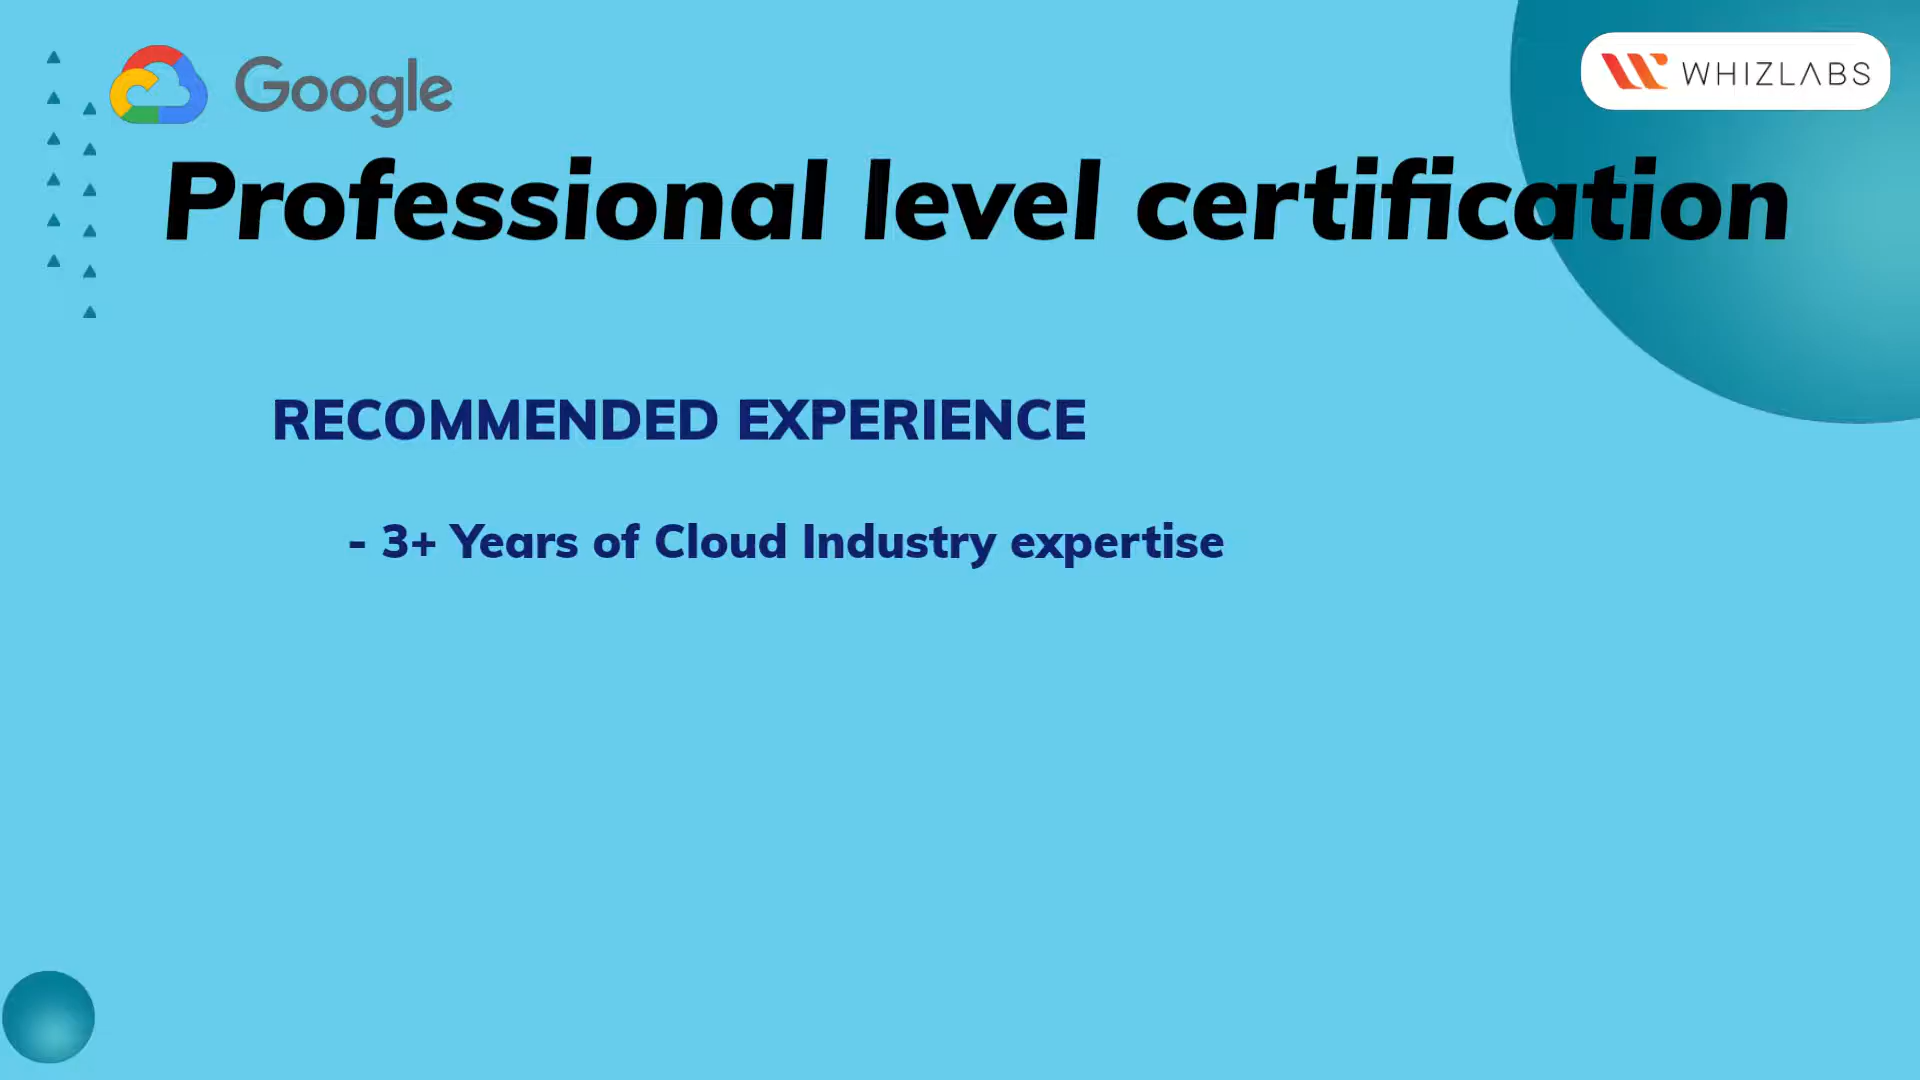 Google
WHIZLABS
Professional level certification
RECOMMENDED EXPERIENCE
- 3+ Years of Cloud Industry expertise